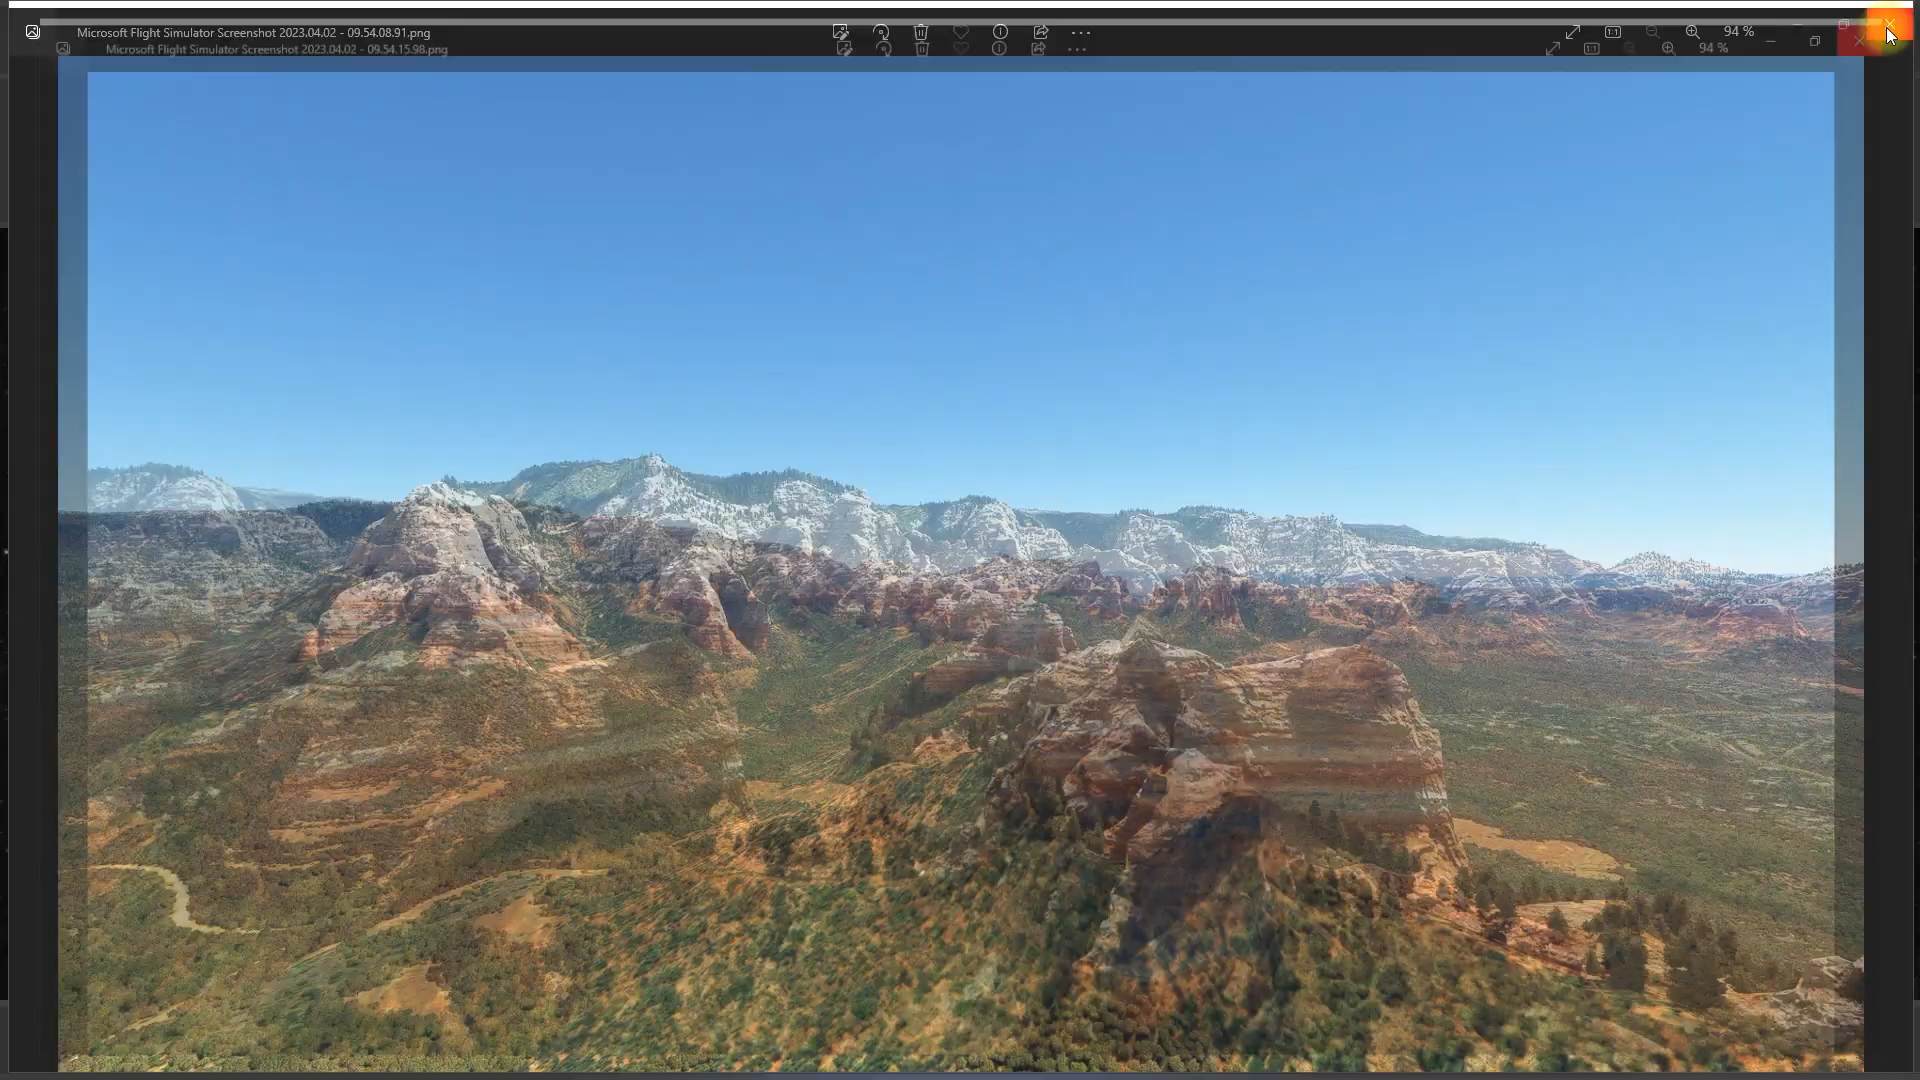 Microsoft Flight Simulator Screenshot 2023.04.02 - 09.54.08.91.png
94 %
Microsoft Flight Simulator Screenshot 2023.04.02 - 09.54.15.98.png
94 %